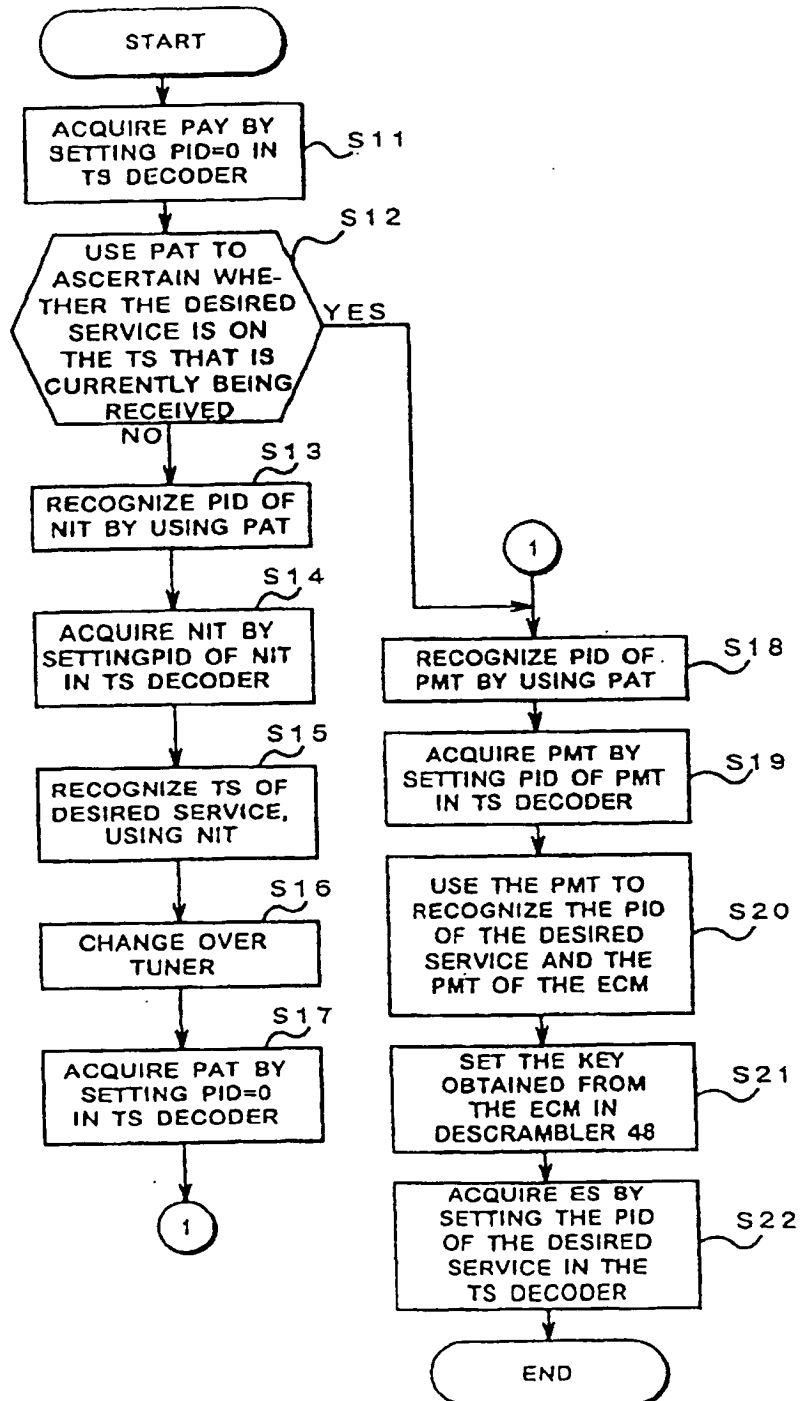 START
ACQUIRE PAY BY
SETTING PID=0 IN
TS DECODER
S11
S12
USE PAT TO
ASCERTAIN WHE-
THER THE DESIRED
SERVICE IS ON
THE TS THAT IS
CURRENTLY BEING
RECEIVED
YES
NO
S13
RECOGNIZE PID OF
NIT BY USING PAT
S14
ACQUIRE NIT BY
SETTINGPID OF NIT
IN TS DECODER
S15
RECOGNIZE TS OF
DESIRED SERVICE,
USING NIT
S16
CHANGE OVER
TUNER
S17
ACQUIRE PAT BY
SETTING PID=0
IN TS DECODER
1
1
S18
RECOGNIZE PID OF
PMT BY USING PAT
ACQUIRE PMT BY
SETTING PID OF PMT
IN TS DECODER
S19
USE THE PMT TO
RECOGNIZE THE PID
OF THE DESIRED
SERVICE AND THE
PMT OF THE ECM
S20
SET THE KEY
OBTAINED FROM
THE ECM IN
DESCRAMBLER 48
S21
ACQUIRE ES BY
SETTING THE PID
OF THE DESIRED
SERVICE IN THE
TS DECODER
S22
END